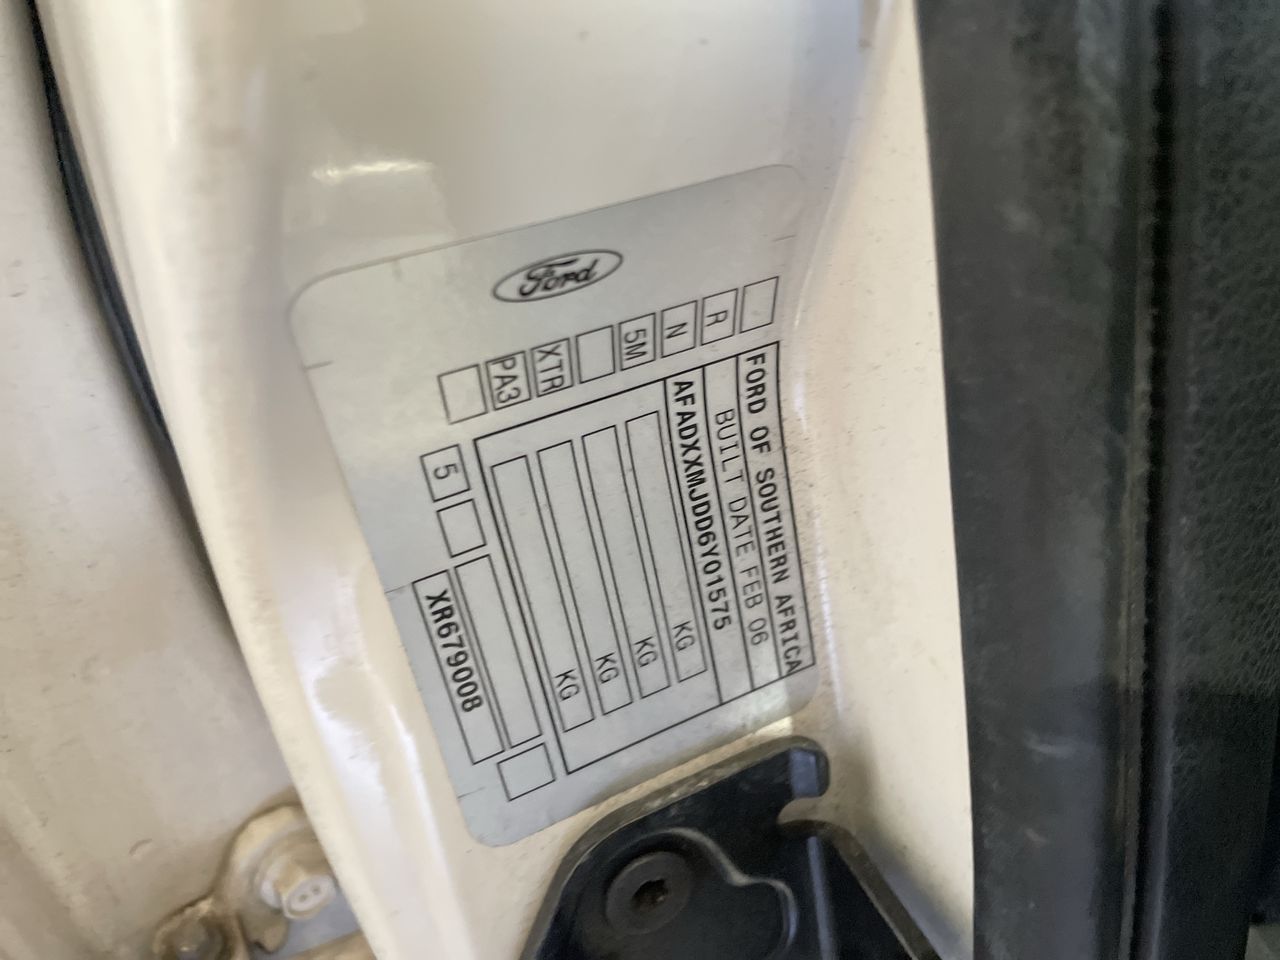 Ford
R
N
5M
XTR
PA3
FORD OF SOUTHERN AFRICA
BUILT DATE FEB 06
AFADXXMJDD6Y01575
KG
KG
KG
KG
5
XR679008